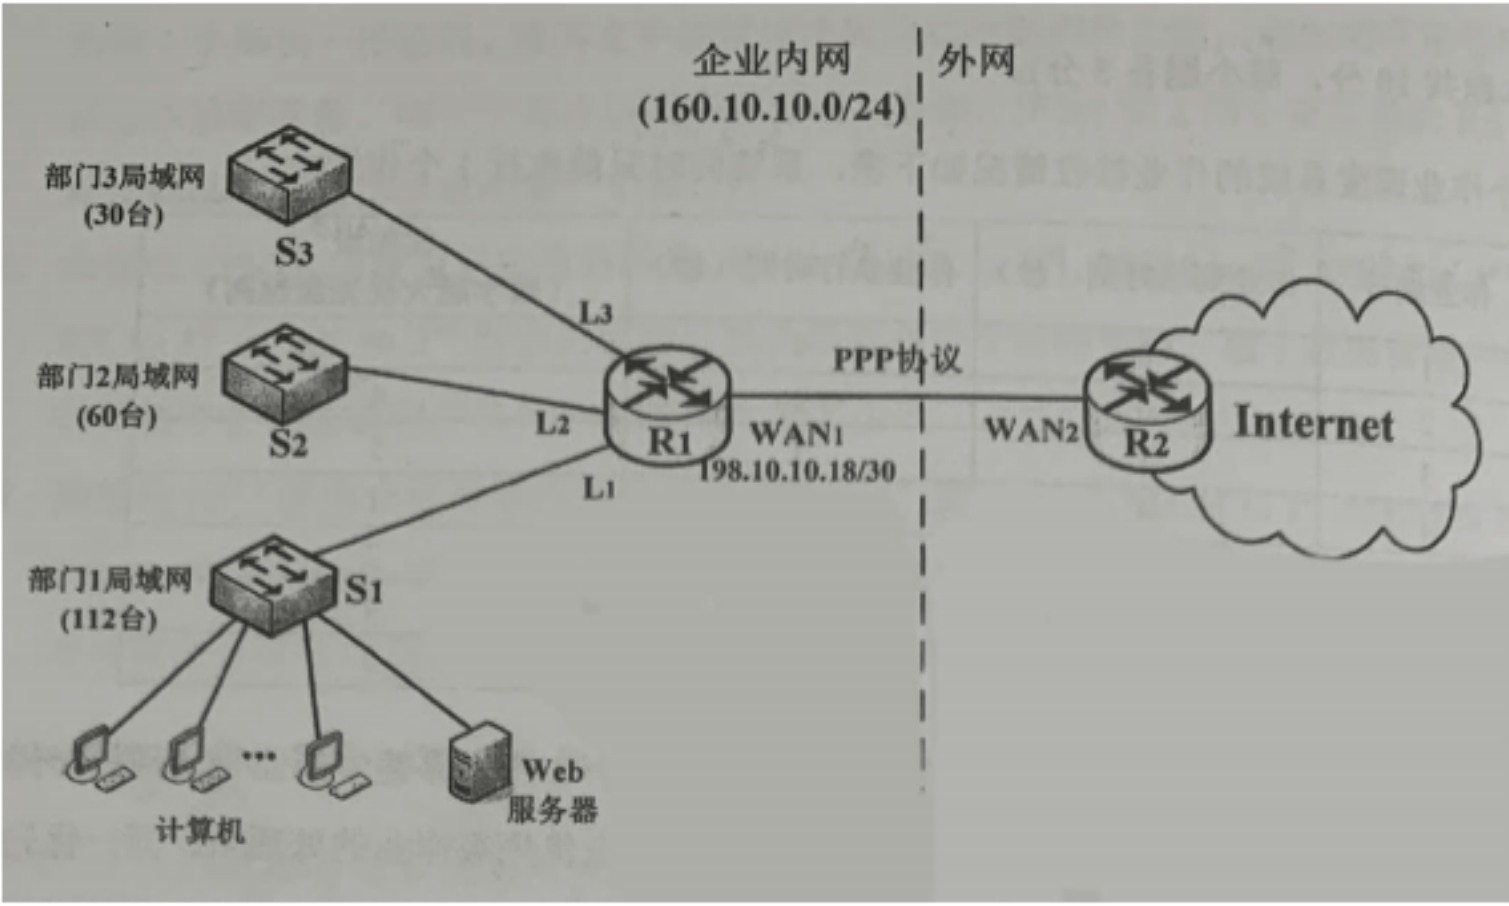 企业内网
(160.10.10.0/24)
外网
部门3局域网
(30台)
S3
L3
部门2局域网
(60台)
S2
L2
R1
WAN1
198.10.10.18/30
PPP协议
WAN2
R2
Internet
L1
部门1局域网
(112台)
S1
...
计算机
Web
服务器